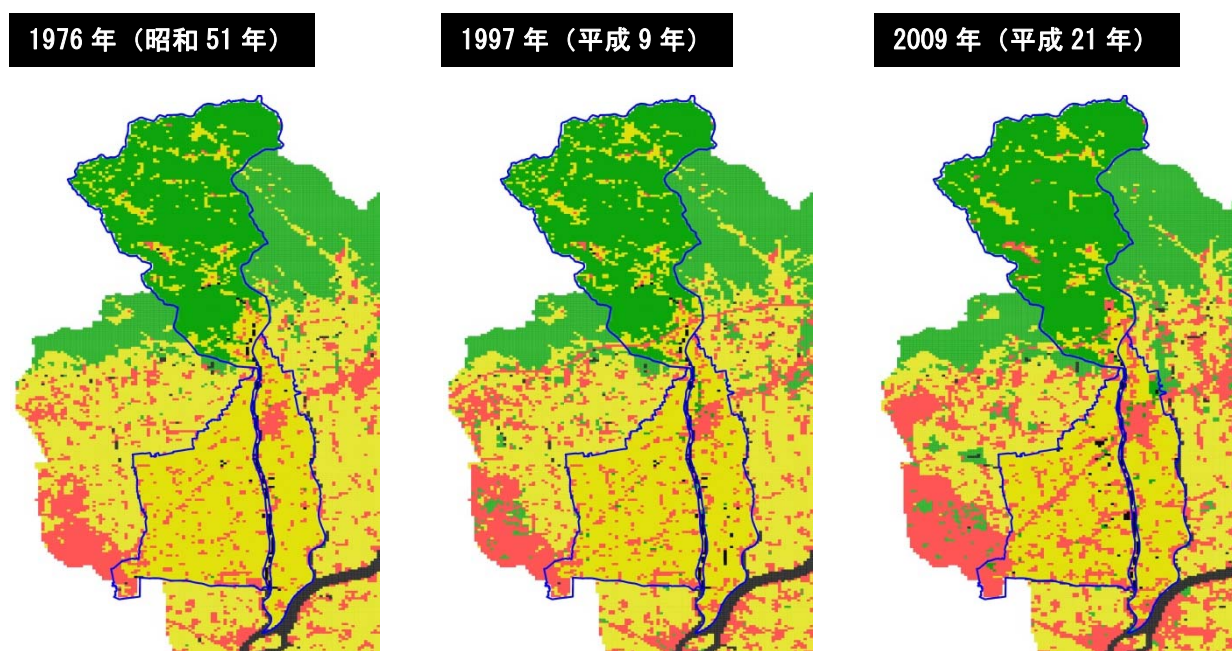 1976 年（昭和 51 年）
1997 年（平成 9 年）
2009 年（平成 21 年）